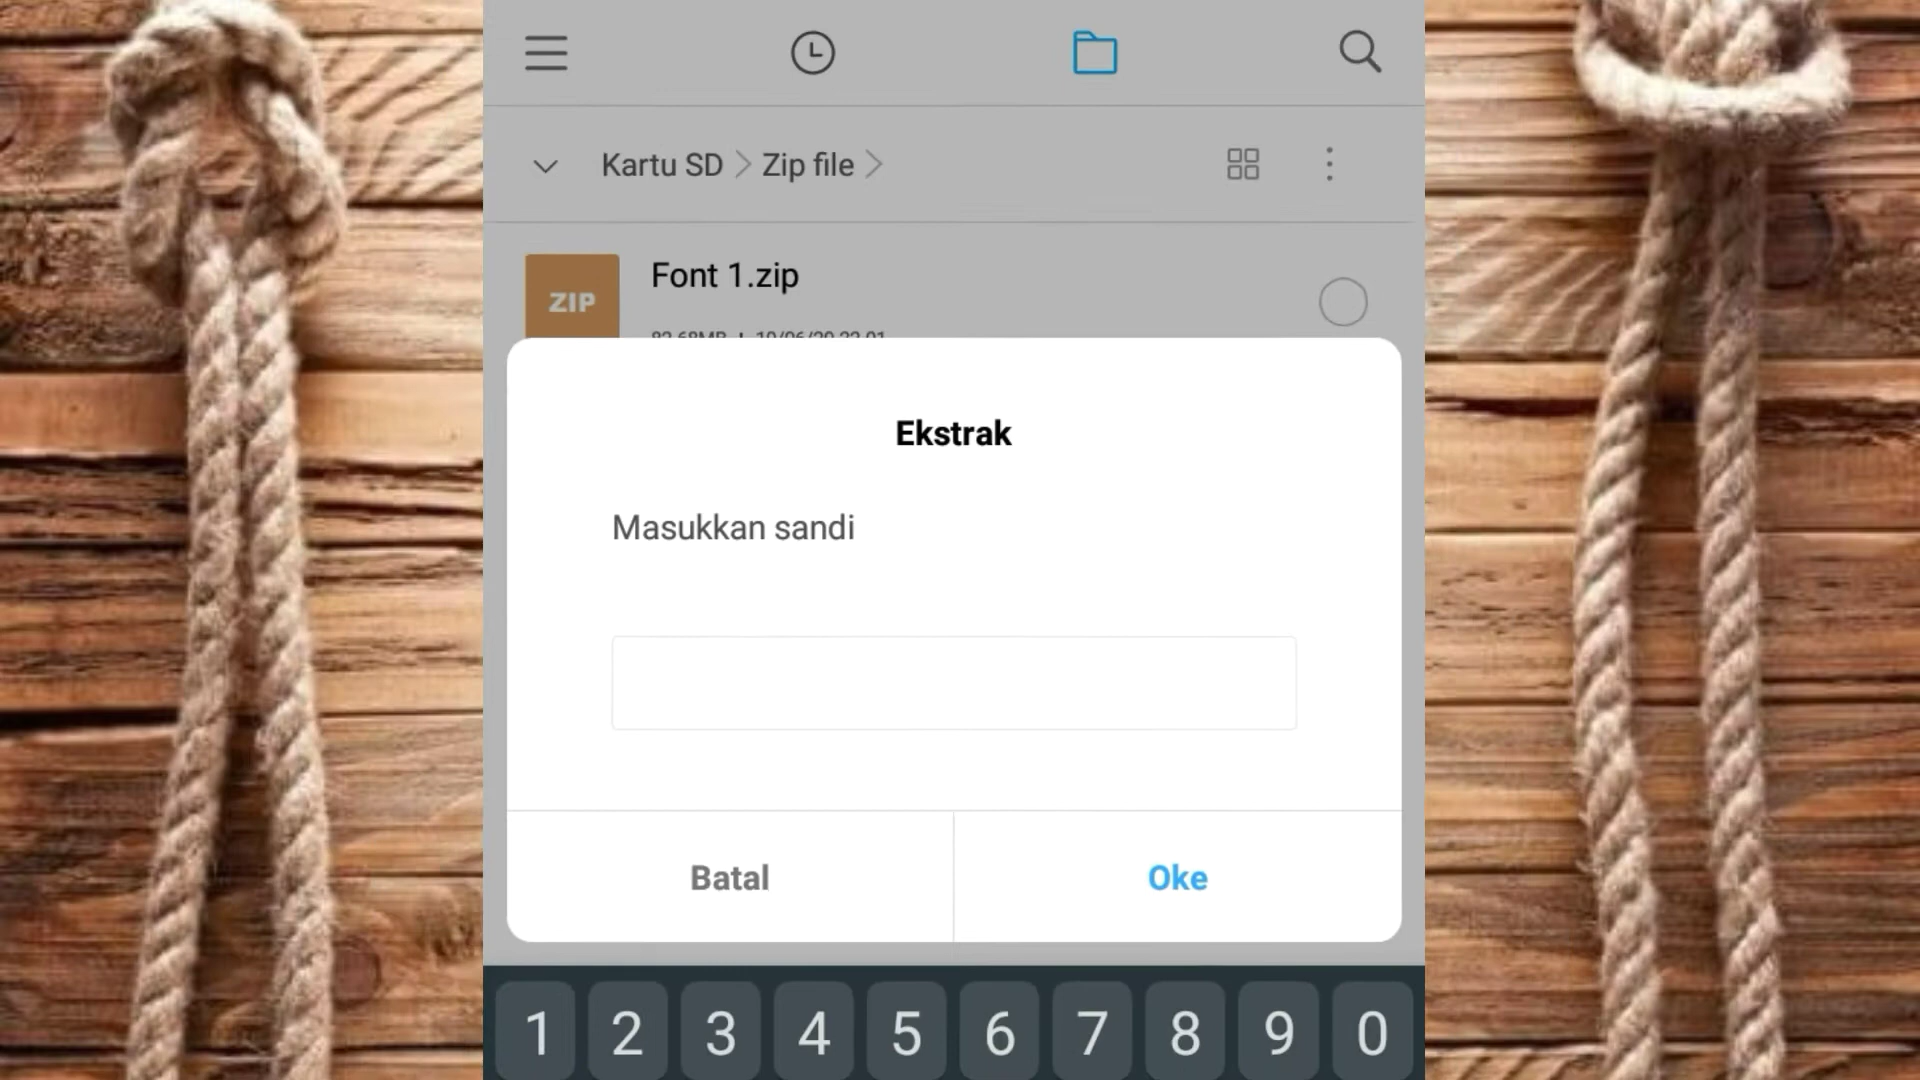 Kartu SD > Zip file >
ZIP
Font 1.zip
Ekstrak
Masukkan sandi
Batal
Oke
1 2 3 4 5 6 7 8 9 0